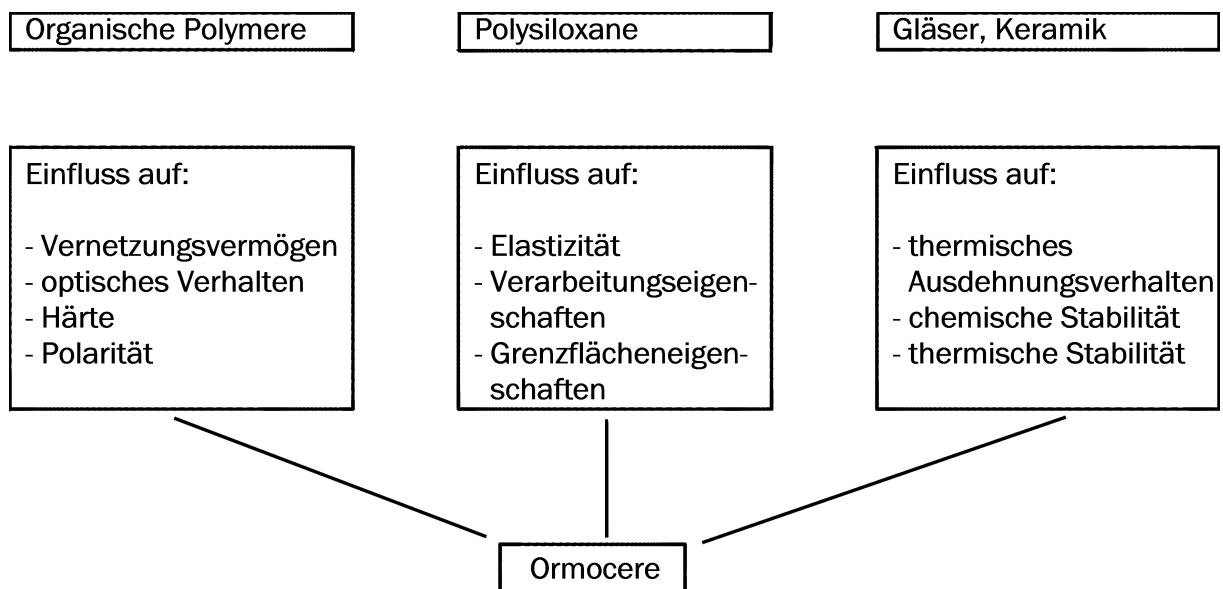 Organische Polymere
Polysiloxane
Gläser, Keramik
Einfluss auf:
- Vernetzungsvermögen
- optisches Verhalten
- Härte
- Polarität
Einfluss auf:
- Elastizität
- Verarbeitungseigen-
schaften
- Grenzflächeneigen-
schaften
Einfluss auf:
- thermisches
Ausdehnungsverhalten
- chemische Stabilität
- thermische Stabilität
Ormocere